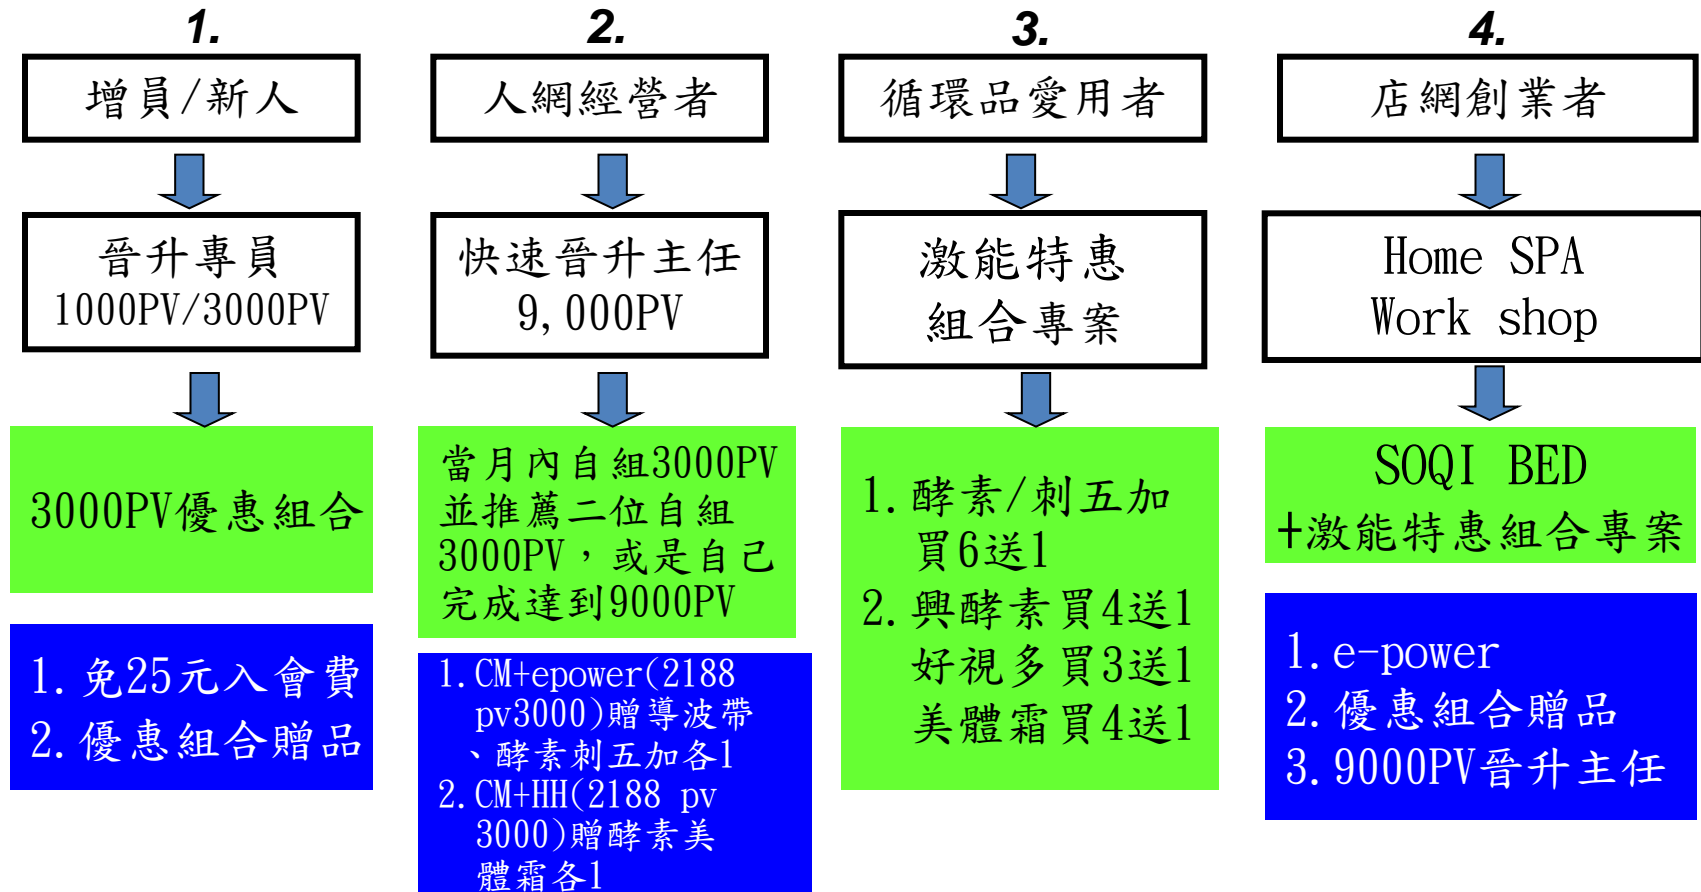 1.
增員/新人
晉升專員
1000PV/3000PV
3000PV優惠組合
1.免25元入會費
2.優惠組合贈品
2.
人網經營者
快速晉升主任
9,000PV
當月內自組3000PV
並推薦二位自組
3000PV，或是自己
完成達到9000PV
1.CM+epower(2188
pv3000)贈導波帶
、酵素刺五加各1
2.CM+HH(2188 pv
3000)贈酵素美
體霜各1
3.
循環品愛用者
激能特惠
組合專案
1.酵素/刺五加
買6送1
2.興酵素買4送1
好視多買3送1
美體霜買4送1
4.
店網創業者
Home SPA
Work shop
SOQI BED
+激能特惠組合專案
1.e-power
2.優惠組合贈品
3.9000PV晉升主任